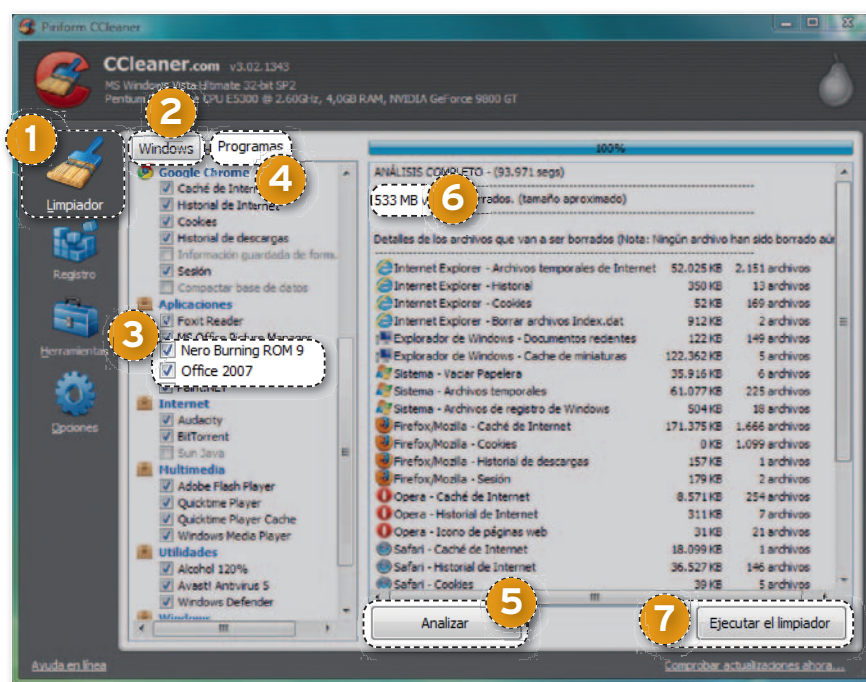 Piriform CCleaner
CCleaner.com v3.02.1343
MS Windows Vista Ultimate 32-bit SP2
CPU E5300 @ 2.60GHz, 4,0GB RAM, NVIDIA GeForce 9800 GT
1
2
3
4
5
6
7
Limpiador
Registro
Herramientas
Opciones
Windows
Programas
Google Chrome
Caché de
Historial de Internet
Cookies
Historial de descargas
Información guardada de form.
Sesión
Compactar base de datos
Aplicaciones
Foxit Reader
MS Office Picture Manager
Nero Burning ROM 9
Office 2007
Paint.NET
Internet
Audacity
BitTorrent
Sun Java
Multimedia
Adobe Flash Player
Quicktime Player
Quicktime Player Cache
Windows Media Player
Utilidades
Alcohol 120%
Avast! Antivirus 5
Windows Defender
Windows
100%
ANÁLISIS COMPLETO - (93.971 segs)
533 MB (tamaño aproximado)
Detalles de los archivos que van a ser borrados (Nota: Ningún archivo han sido borrado aún
Internet Explorer - Archivos temporales de Internet 52.025 KB 2.151 archivos
Internet Explorer - Historial 350 KB 13 archivos
Internet Explorer - Cookies 52 KB 169 archivos
Internet Explorer - Borrar archivos Index.dat 912 KB 2 archivos
Explorador de Windows - Documentos redentes 122 KB 149 archivos
Explorador de Windows - Cache de miniaturas 122.362 KB 5 archivos
Sistema - Vaciar Papelera 35.916 KB 6 archivos
Sistema - Archivos temporales 61.077 KB 225 archivos
Sistema - Archivos de registro de Windows 504 KB 18 archivos
Firefox/Mozilla - Caché de Internet 171.375 KB 1.666 archivos
Firefox/Mozilla - Cookies 0 KB 1.099 archivos
Firefox/Mozilla - Historial de descargas 157 KB 1 archivos
Firefox/Mozilla - Sesión 179 KB 2 archivos
Opera - Caché de Internet 8.571 KB 254 archivos
Opera - Historial de Internet 311 KB 7 archivos
Opera - Icono de páginas web 31 KB 21 archivos
Safari - Caché de Internet 18.099 KB 1 archivos
Safari - Historial de Internet 36.527 KB 146 archivos
Safari - Cookies 39 KB 5 archivos
Analizar
Ejecutar el limpiador
Ayuda en línea
Comprobar actualizaciones ahora...